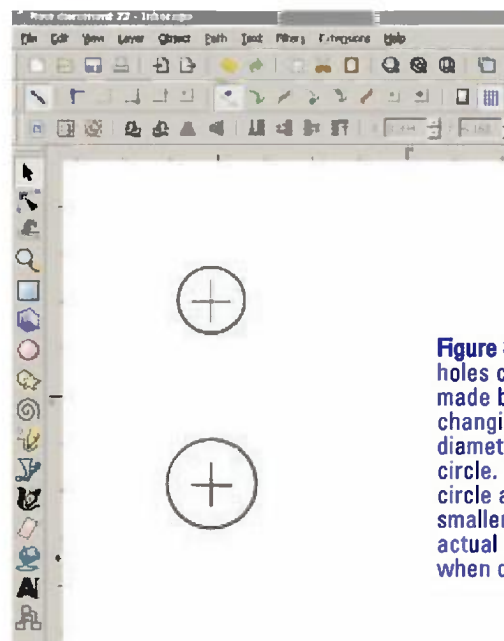 New document 22 - Inkscape
File Edit View Layer Object Path Text Filters Extensions Help
Figure
holes c
made b
changi
diamet
circle.
circle a
smaller
actual
when c